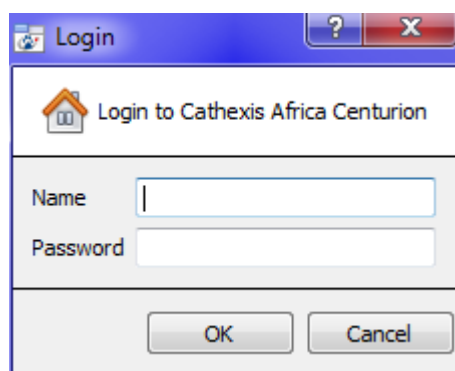 Login
Login to Cathexis Africa Centurion
Name
Password
OK Cancel